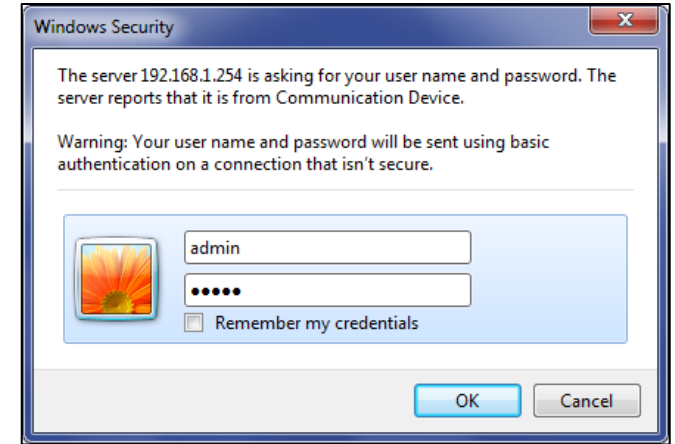 Windows Security
The server 192.168.1.254 is asking for your user name and password. The
server reports that it is from Communication Device.
Warning: Your user name and password will be sent using basic
authentication on a connection that isn't secure.
admin
●●●●●
Remember my credentials
OK
Cancel